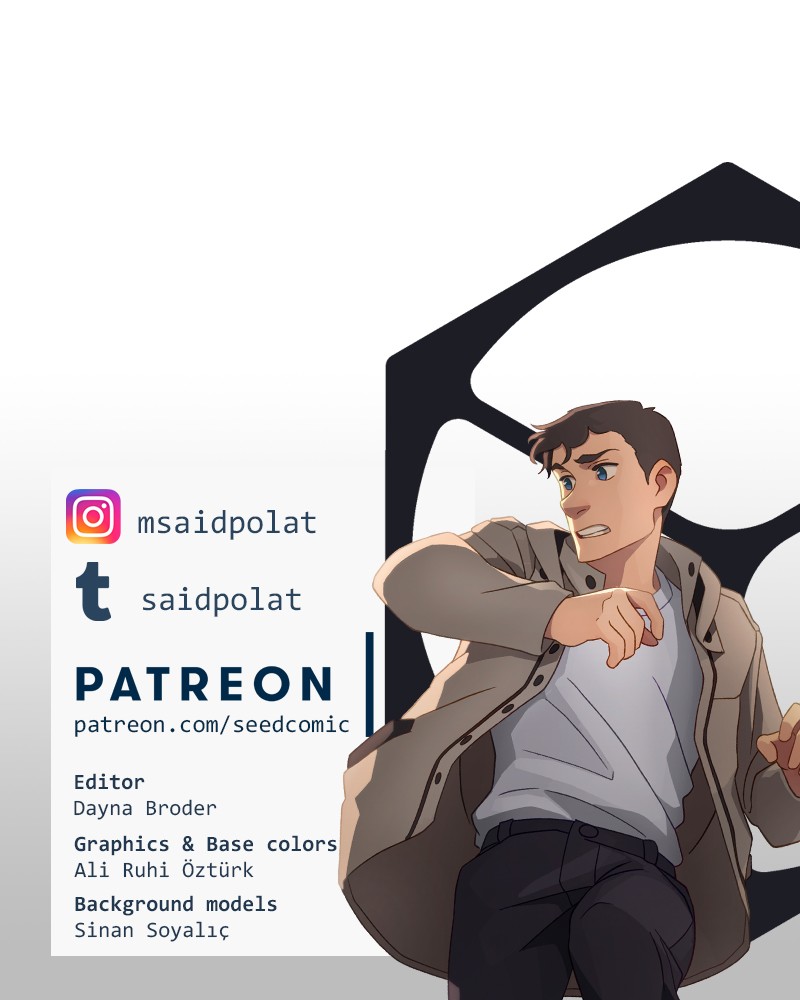 msaidpolat
t saidpolat
PATREON
patreon.com/seedcomic
Editor
Dayna Broder
Graphics & Base colors
Ali Ruhi Öztürk
Background models
Sinan Soyalıç